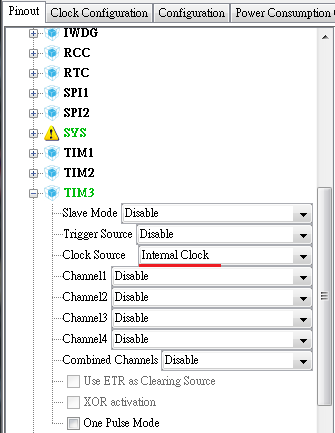 Pinout Clock Configuration Configuration Power Consumption
IWDG
RCC
RTC
SPI1
SPI2
SYS
TIM1
TIM2
TIM3
Slave Mode Disable
Trigger Source Disable
Clock Source Internal Clock
Channel1 Disable
Channel2 Disable
Channel3 Disable
Channel4 Disable
Combined Channels Disable
Use ETR as Clearing Source
XOR activation
One Pulse Mode